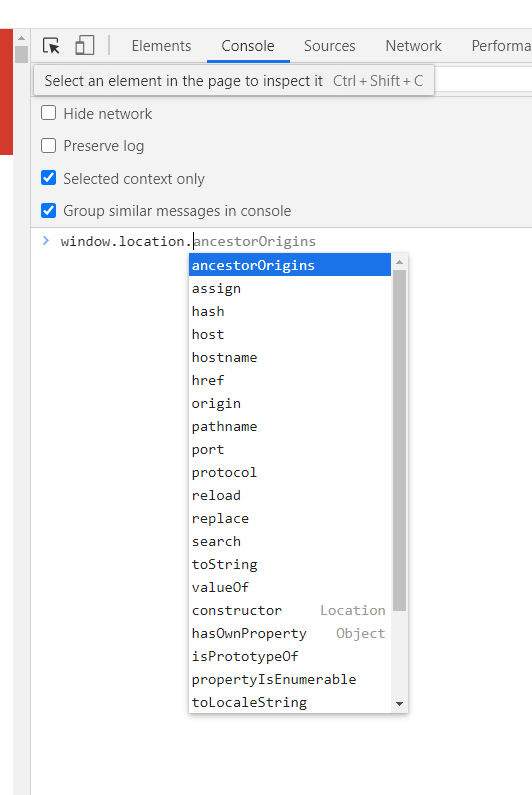 Elements Console Sources Network Performa
Select an element in the page to inspect it Ctrl + Shift + C
Hide network
Preserve log
Selected context only
Group similar messages in console
window.location.ancestorOrigins
ancestorOrigins
assign
hash
host
hostname
href
origin
pathname
port
protocol
reload
replace
search
toString
valueOf
constructor Location
hasOwnProperty Object
isPrototypeOf
propertyIsEnumerable
toLocaleString